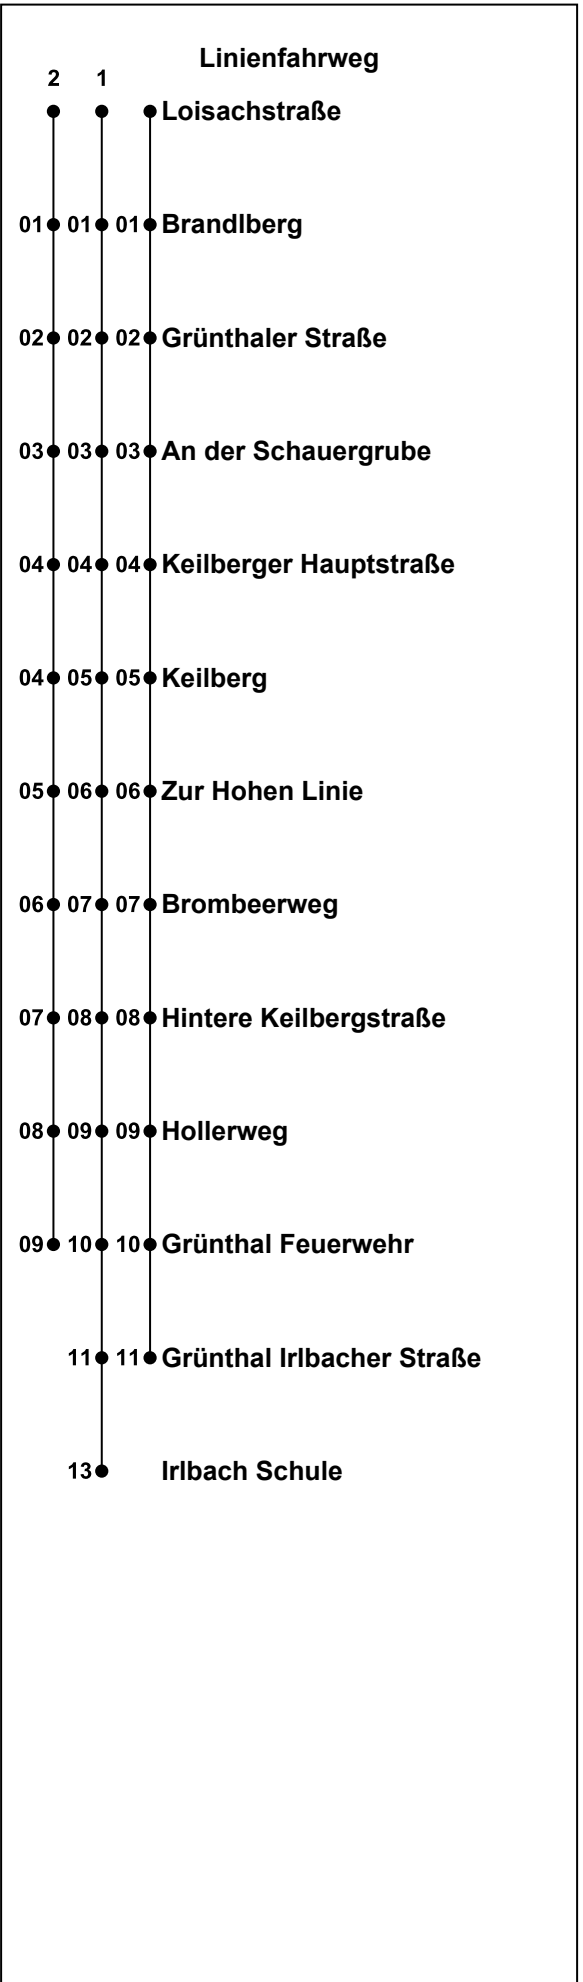 Linienfahrweg
2 1
Loisachstraße
01 01 01 Brandlberg
02 02 02 Grünthaler Straße
03 03 03 An der Schauergrube
04 04 04 Keilberger Hauptstraße
04 05 05 Keilberg
05 06 06 Zur Hohen Linie
06 07 07 Brombeerweg
07 08 08 Hintere Keilbergstraße
08 09 09 Hollerweg
09 10 10 Grünthal Feuerwehr
11 11 Grünthal Irlbacher Straße
13 Irlbach Schule